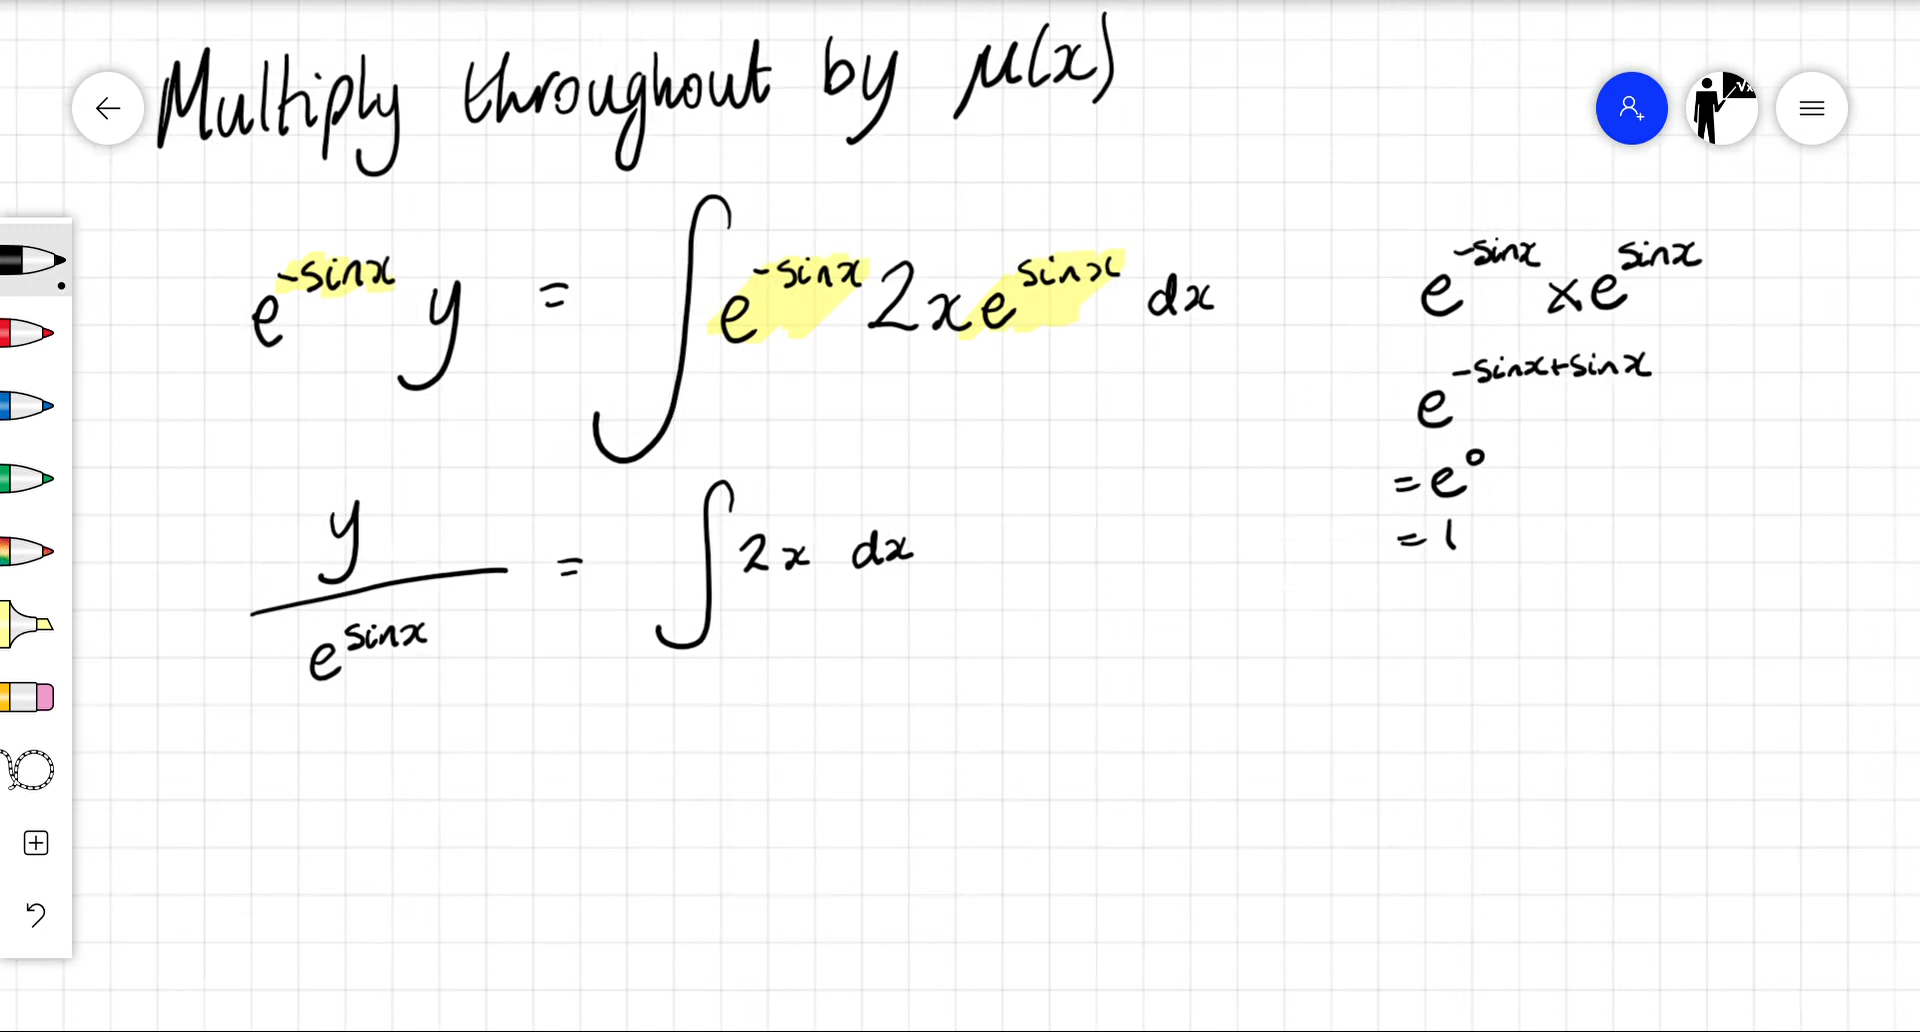 Multiply throughout by μ(x)
e^{-sinx} y = ∫ e^{-sinx} 2x e^{sinx} dx
y / e^{sinx} = ∫ 2x dx
e^{-sinx} × e^{sinx}
e^{-sinx+sinx}
= e^0
= 1